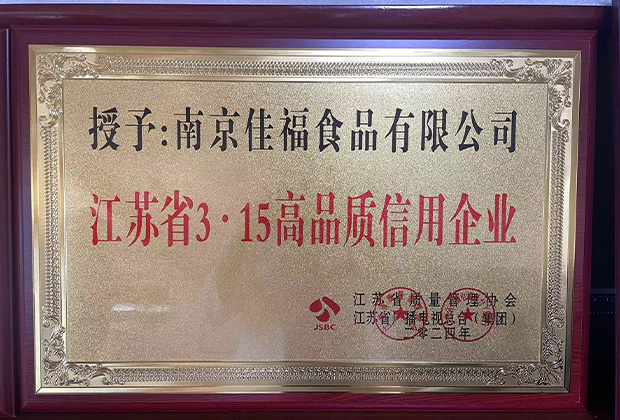 授予:南京佳福食品有限公司
江苏省3·15高品质信用企业
江苏省质量管理协会
江苏省广播电视总台(集团)
二零二四年
JSBC